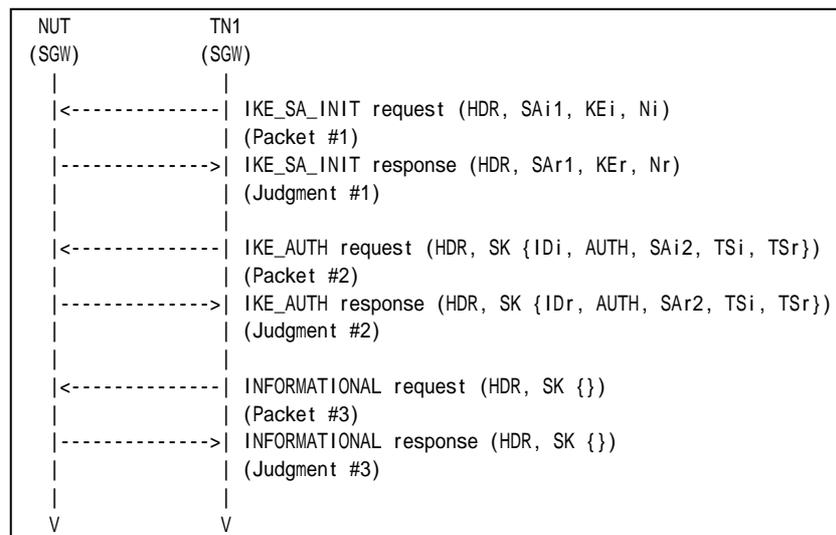 NUT TN1
(SGW) (SGW)
| |
|<--------------| IKE_SA_INIT request (HDR, SAi1, KEi, Ni)
| | (Packet #1)
|-------------->| IKE_SA_INIT response (HDR, SAr1, KEr, Nr)
| | (Judgment #1)
| |
|<--------------| IKE_AUTH request (HDR, SK {IDi, AUTH, SAi2, TSi, TSr})
| | (Packet #2)
|-------------->| IKE_AUTH response (HDR, SK {IDr, AUTH, SAr2, TSi, TSr})
| | (Judgment #2)
| |
|<--------------| INFORMATIONAL request (HDR, SK {})
| | (Packet #3)
|-------------->| INFORMATIONAL response (HDR, SK {})
| | (Judgment #3)
| |
V V